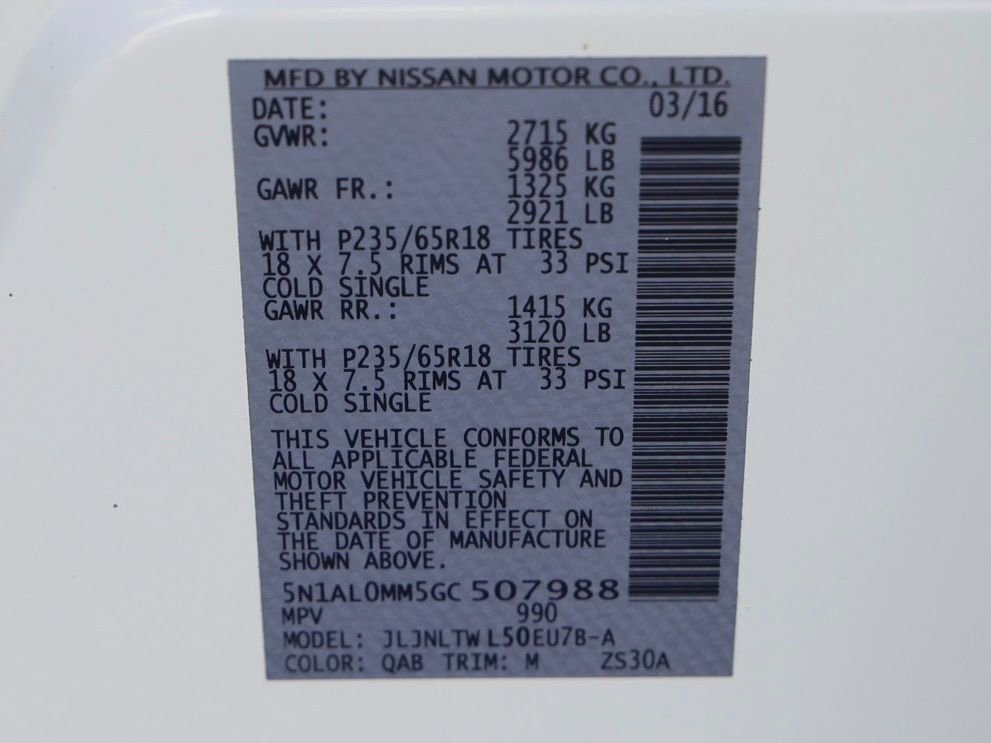 MFD BY NISSAN MOTOR CO., LTD.
DATE: 03/16
GVWR: 2715 KG
5986 LB
GAWR FR.: 1325 KG
2921 LB
WITH P235/65R18 TIRES
18 X 7.5 RIMS AT 33 PSI
COLD SINGLE
GAWR RR.: 1415 KG
3120 LB
WITH P235/65R18 TIRES
18 X 7.5 RIMS AT 33 PSI
COLD SINGLE
THIS VEHICLE CONFORMS TO
ALL APPLICABLE FEDERAL
MOTOR VEHICLE SAFETY AND
THEFT PREVENTION
STANDARDS IN EFFECT ON
THE DATE OF MANUFACTURE
SHOWN ABOVE.
5N1AL0MM5GC 507988
MPV 990
MODEL: JLJNLTW L50EU7B-A
COLOR: QAB TRIM: M ZS30A